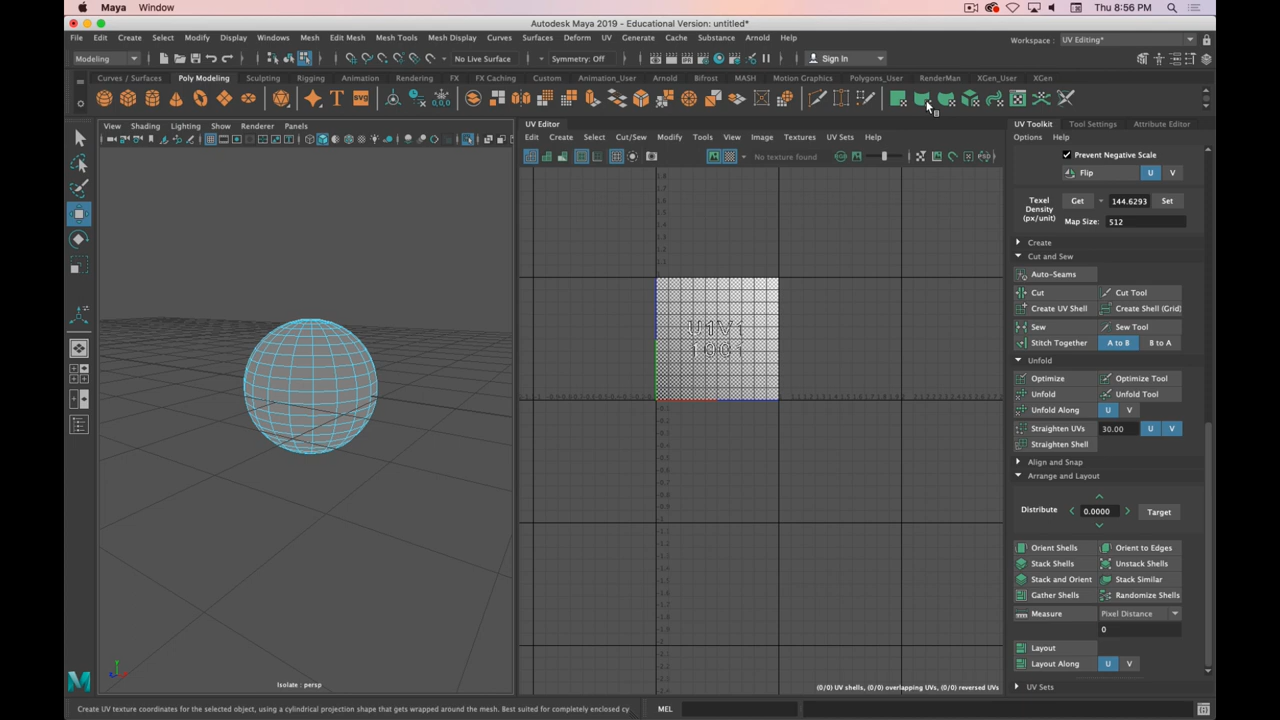 Maya Window Thu 8:56 PM
Autodesk Maya 2019 - Educational Version: untitled*
File Edit Create Select Modify Display Windows Mesh Edit Mesh Mesh Tools Mesh Display Curves Surfaces Deform UV Generate Cache Substance Arnold Help Workspace : UV Editing*
Modeling No Live Surface Symmetry: Off Sign In
Curves / Surfaces Poly Modeling Sculpting Rigging Animation Rendering FX FX Caching Custom Animation_User Arnold Bifrost MASH Motion Graphics Polygons_User RenderMan XGen_User XGen
View Shading Lighting Show Renderer Panels
UV Editor
UV Toolkit Tool Settings Attribute Editor
Edit Create Select Cut/Sew Modify Tools View Image Textures UV Sets Help
Options Help
No texture found
Prevent Negative Scale
Flip U V
Texel Density (px/unit) Get 144.6293 Set
Map Size: 512
Create
Cut and Sew
Auto-Seams
Cut Cut Tool
Create UV Shell Create Shell (Grid)
Sew Sew Tool
Stitch Together A to B B to A
Unfold
Optimize Optimize Tool
Unfold Unfold Tool
Unfold Along U V
Straighten UVs 30.00 U V
Straighten Shell
Align and Snap
Arrange and Layout
Distribute 0.0000 Target
Orient Shells Orient to Edges
Stack Shells Unstack Shells
Stack and Orient Stack Similar
Gather Shells Randomize Shells
Measure Pixel Distance
0
Layout
Layout Along U V
UV Sets
U1V1
1001
Isolate : persp
(0/0) UV shells, (0/0) overlapping UVs, (0/0) reversed UVs
Create UV texture coordinates for the selected object, using a cylindrical projection shape that gets wrapped around the mesh. Best suited for completely enclosed cy
MEL